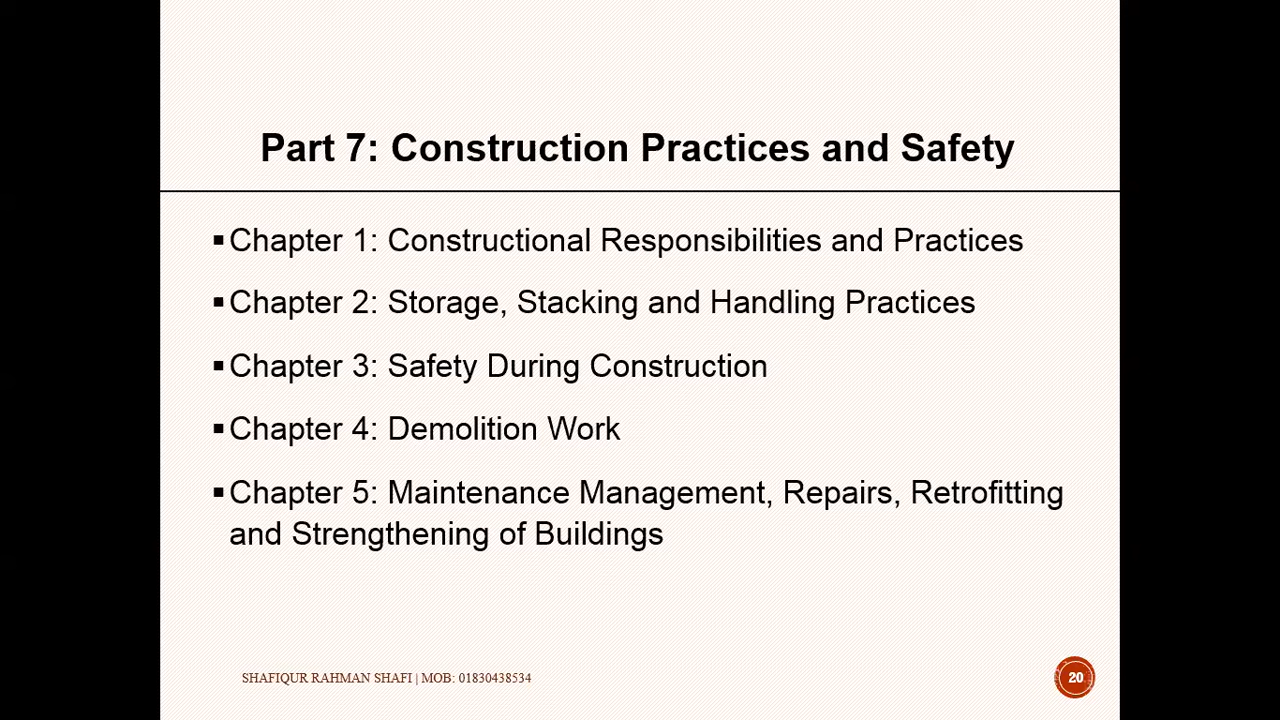 Part 7: Construction Practices and Safety
▪Chapter 1: Constructional Responsibilities and Practices
▪Chapter 2: Storage, Stacking and Handling Practices
▪Chapter 3: Safety During Construction
▪Chapter 4: Demolition Work
▪Chapter 5: Maintenance Management, Repairs, Retrofitting
and Strengthening of Buildings
SHAFIQUR RAHMAN SHAFI | MOB: 01830438534
20